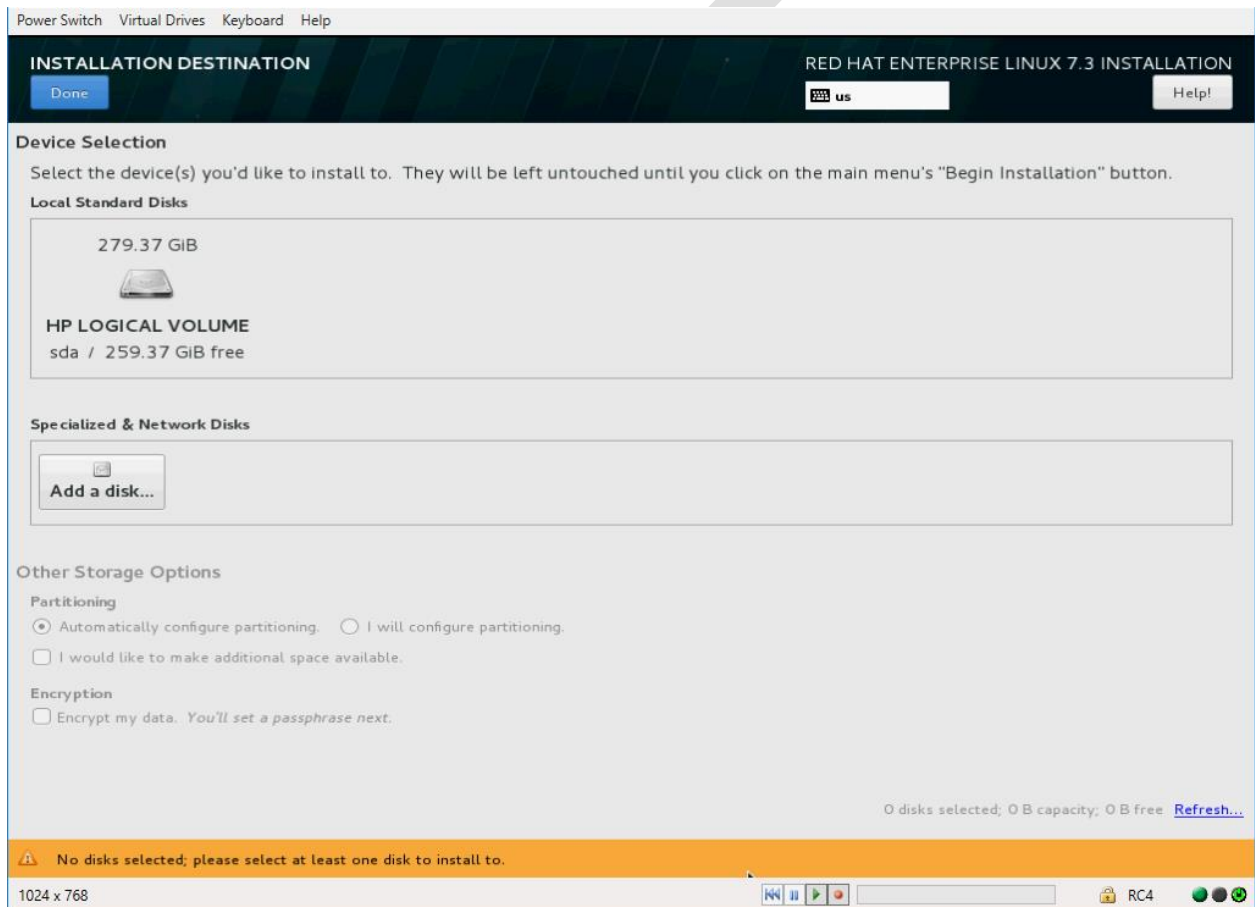 Power Switch Virtual Drives Keyboard Help
INSTALLATION DESTINATION
RED HAT ENTERPRISE LINUX 7.3 INSTALLATION
Done
us
Help!
Device Selection
Select the device(s) you'd like to install to. They will be left untouched until you click on the main menu's "Begin Installation" button.
Local Standard Disks
279.37 GiB
HP LOGICAL VOLUME
sda / 259.37 GiB free
Specialized & Network Disks
Add a disk...
Other Storage Options
Partitioning
Automatically configure partitioning. I will configure partitioning.
I would like to make additional space available.
Encryption
Encrypt my data. You'll set a passphrase next.
0 disks selected; 0 B capacity; 0 B free Refresh...
No disks selected; please select at least one disk to install to.
1024 x 768
RC4